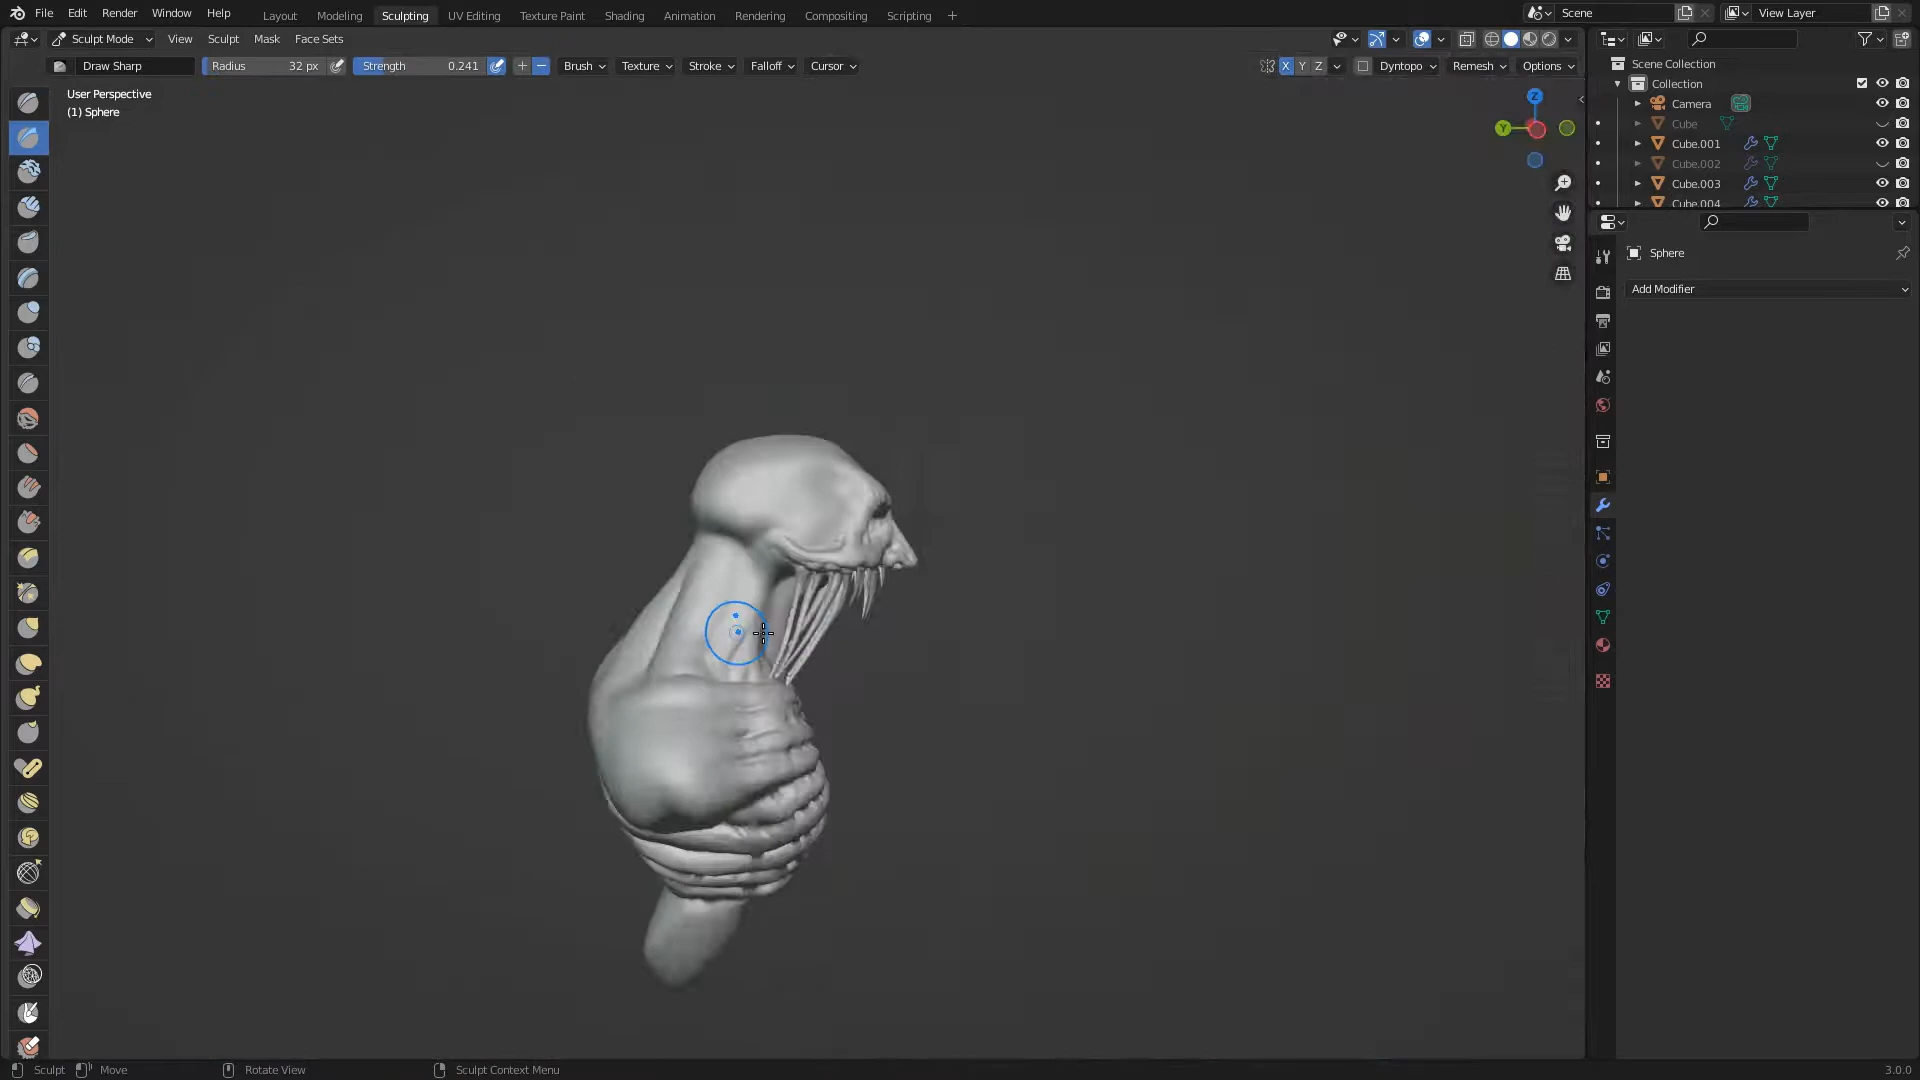 File Edit Render Window Help Layout Modeling Sculpting UV Editing Texture Paint Shading Animation Rendering Compositing Scripting + Scene View Layer
Sculpt Mode View Sculpt Mask Face Sets
Draw Sharp Radius 32 px Strength 0.241 + − Brush Texture Stroke Falloff Cursor X Y Z Dyntopo Remesh Options
User Perspective
(1) Sphere
Z
Y
Scene Collection
Collection
Camera
Cube
Cube.001
Cube.002
Cube.003
Cube.004
Sphere
Add Modifier
Sculpt Move Rotate View Sculpt Context Menu 3.0.0